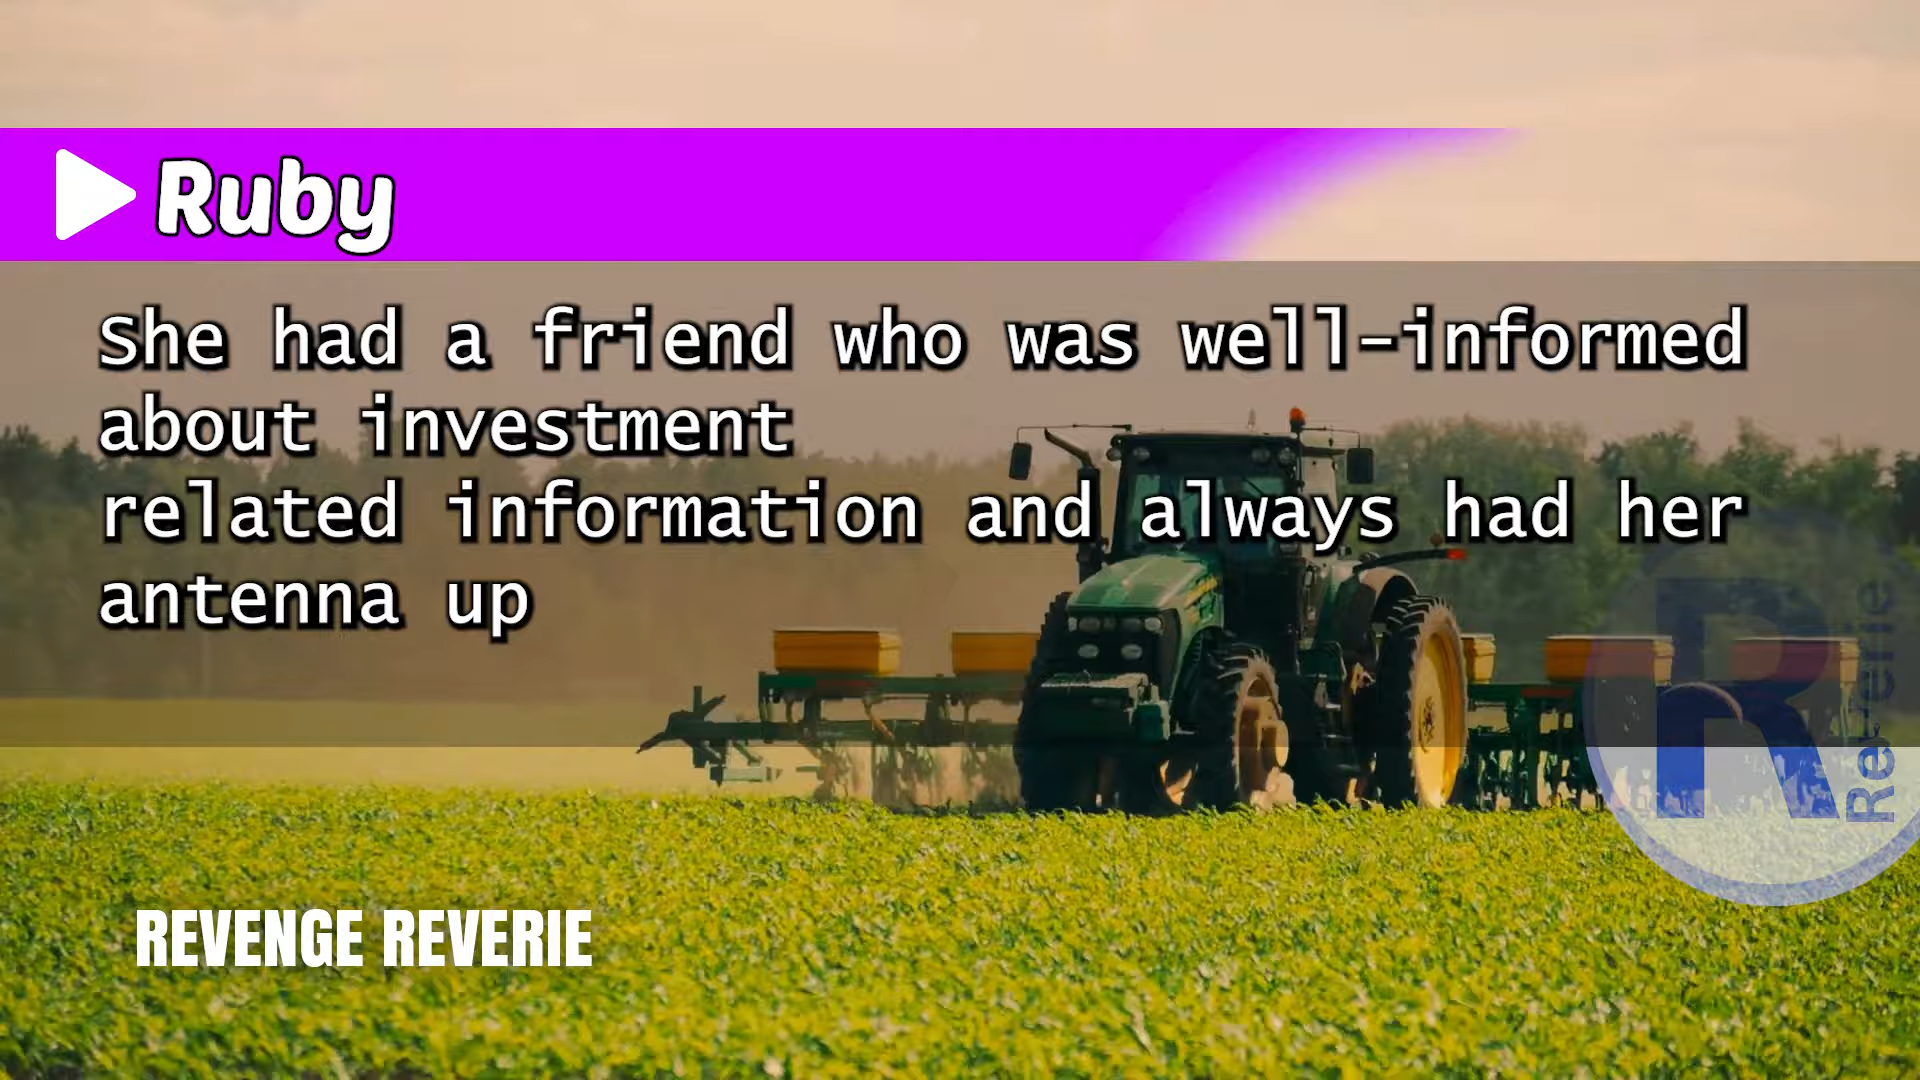 Ruby
She had a friend who was well-informed
about investment
related information and always had her
antenna up
R
Reverie
REVENGE REVERIE